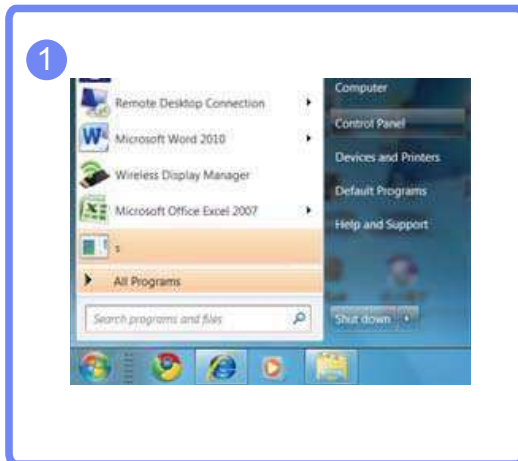 1
Remote Desktop Connection
Microsoft Word 2010
Wireless Display Manager
Microsoft Office Excel 2007
s
All Programs
Search programs and files
Computer
Control Panel
Devices and Printers
Default Programs
Help and Support
Shut down